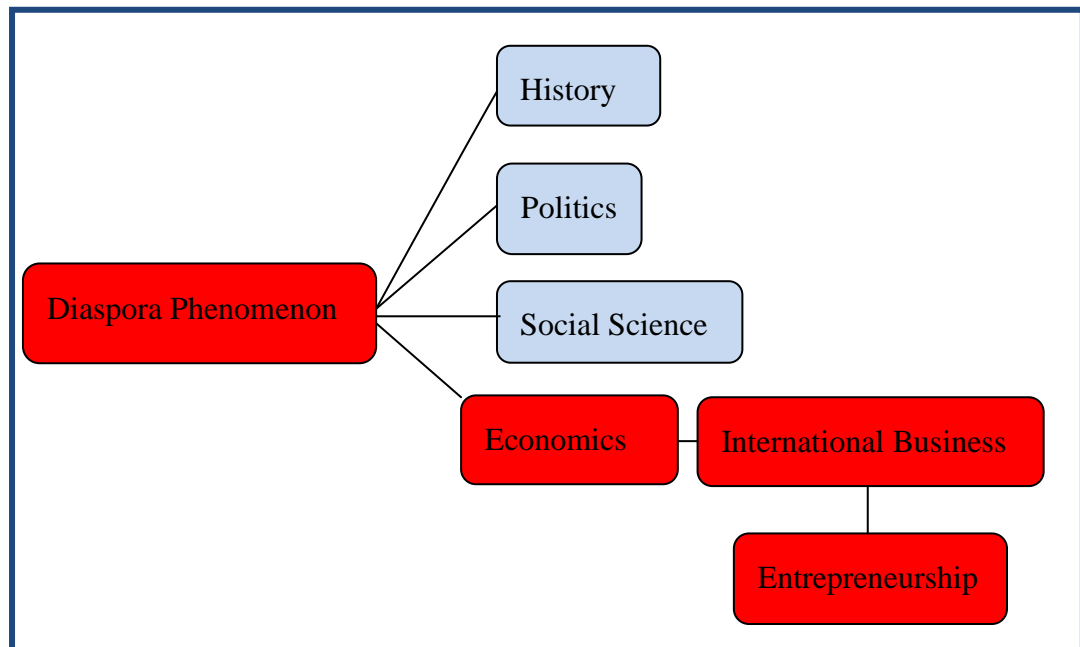 History
Politics
Diaspora Phenomenon
Social Science
Economics
International Business
Entrepreneurship